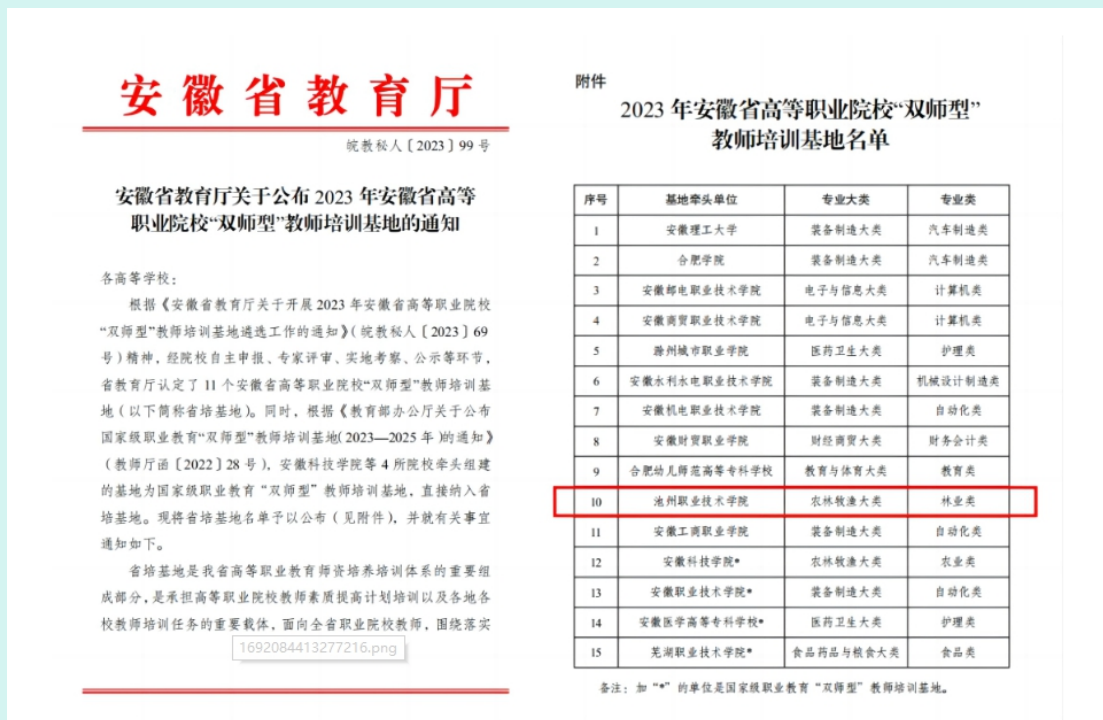 安徽省教育厅
皖教秘人〔2023〕99 号
安徽省教育厅关于公布 2023 年安徽省高等
职业院校“双师型”教师培训基地的通知
各高等学校：
根据《安徽省教育厅关于开展 2023 年安徽省高等职业院校
“双师型”教师培训基地遴选工作的通知》（皖教秘人〔2023〕69
号）精神，经院校自主申报、专家评审、实地考察、公示等环节，
省教育厅认定了 11 个安徽省高等职业院校“双师型”教师培训基
地（以下简称省培基地）。同时，根据《教育部办公厅关于公布
国家级职业教育“双师型”教师培训基地（2023—2025 年）的通知》
（教师厅函〔2022〕28 号），安徽科技学院等 4 所院校牵头组建
的基地为国家级职业教育“双师型”教师培训基地，直接纳入省
培基地。现将省培基地名单予以公布（见附件），并就有关事宜
通知如下。
省培基地是我省高等职业教育师资培养培训体系的重要组
成部分，是承担高等职业院校教师素质提高计划培训以及各地各
校教师培训任务的重要载体，面向全省职业院校教师，围绕落实
1692084413277216.png
附件
2023 年安徽省高等职业院校“双师型”
教师培训基地名单
序号 基地牵头单位 专业大类 专业类
1 安徽理工大学 装备制造大类 汽车制造类
2 合肥学院 装备制造大类 汽车制造类
3 安徽邮电职业技术学院 电子与信息大类 计算机类
4 安徽商贸职业技术学院 电子与信息大类 计算机类
5 滁州城市职业学院 医药卫生大类 护理类
6 安徽水利水电职业技术学院 装备制造大类 机械设计制造类
7 安徽机电职业技术学院 装备制造大类 自动化类
8 安徽财贸职业学院 财经商贸大类 财务会计类
9 合肥幼儿师范高等专科学校 教育与体育大类 教育类
10 池州职业技术学院 农林牧渔大类 林业类
11 安徽工商职业学院 装备制造大类 自动化类
12 安徽科技学院* 农林牧渔大类 农业类
13 安徽职业技术学院* 装备制造大类 自动化类
14 安徽医学高等专科学校* 医药卫生大类 护理类
15 芜湖职业技术学院* 食品药品与粮食大类 食品类
备注：加“*”的单位是国家级职业教育“双师型”教师培训基地。